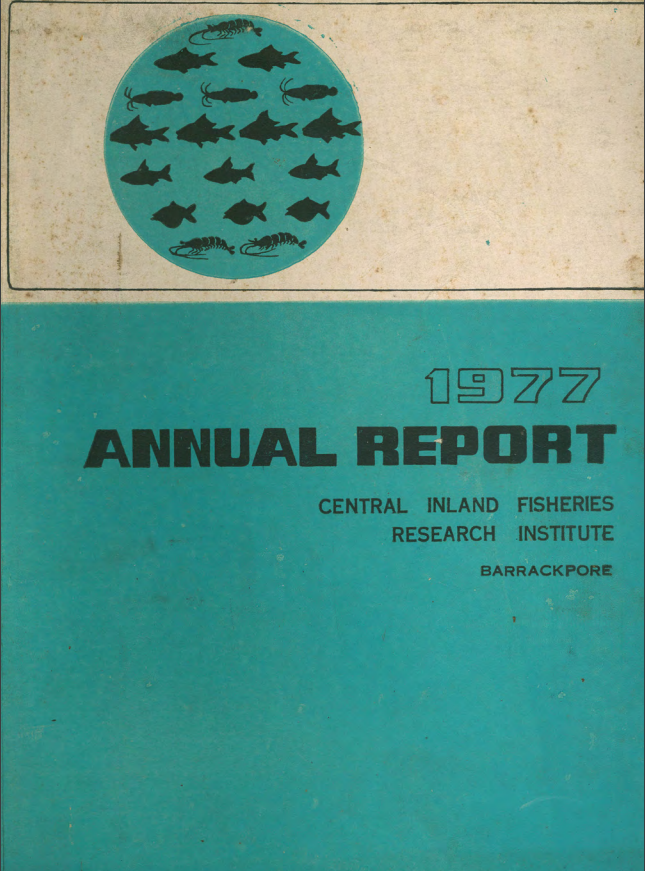 1977
ANNUAL REPORT
CENTRAL INLAND FISHERIES
RESEARCH INSTITUTE
BARRACKPORE